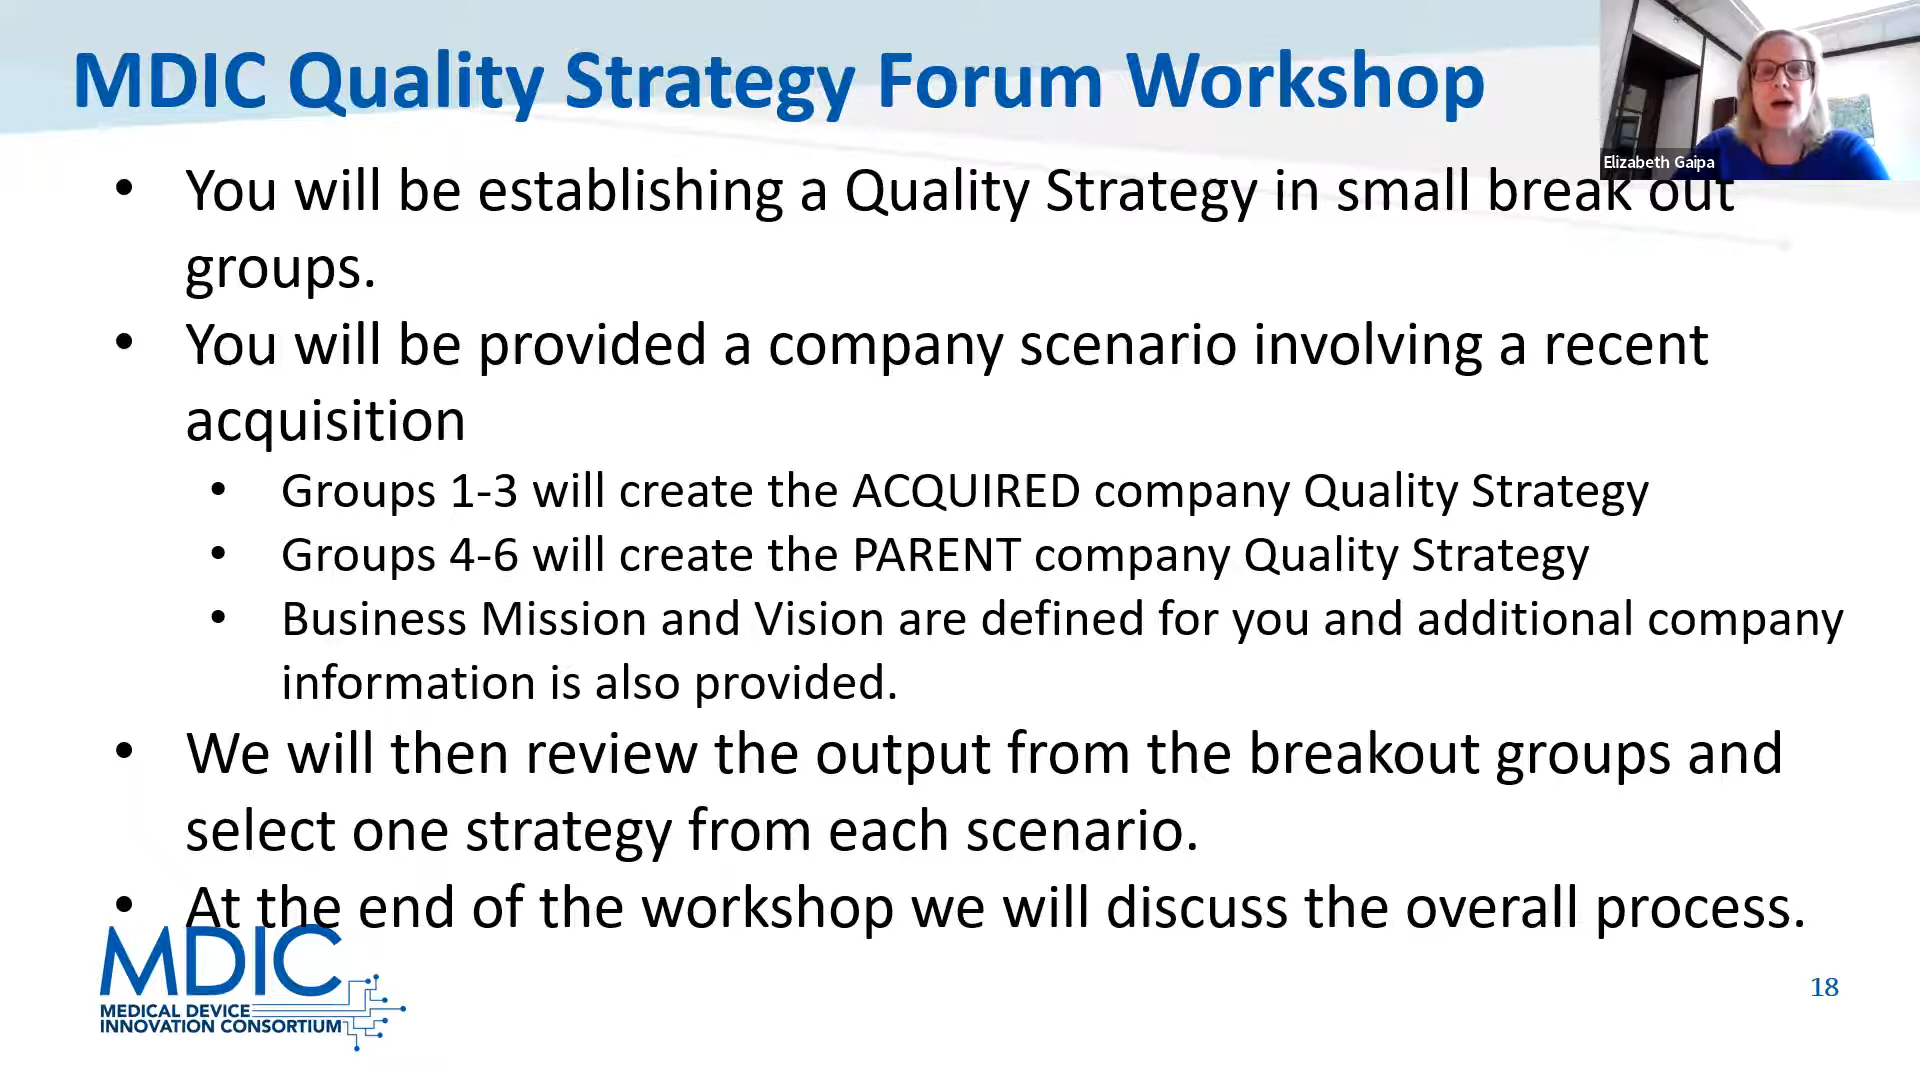 MDIC Quality Strategy Forum Workshop
Elizabeth Gaipa
• You will be establishing a Quality Strategy in small break out
groups.
• You will be provided a company scenario involving a recent
acquisition
• Groups 1-3 will create the ACQUIRED company Quality Strategy
• Groups 4-6 will create the PARENT company Quality Strategy
• Business Mission and Vision are defined for you and additional company
information is also provided.
• We will then review the output from the breakout groups and
select one strategy from each scenario.
• At the end of the workshop we will discuss the overall process.
MDIC
MEDICAL DEVICE
INNOVATION CONSORTIUM
18